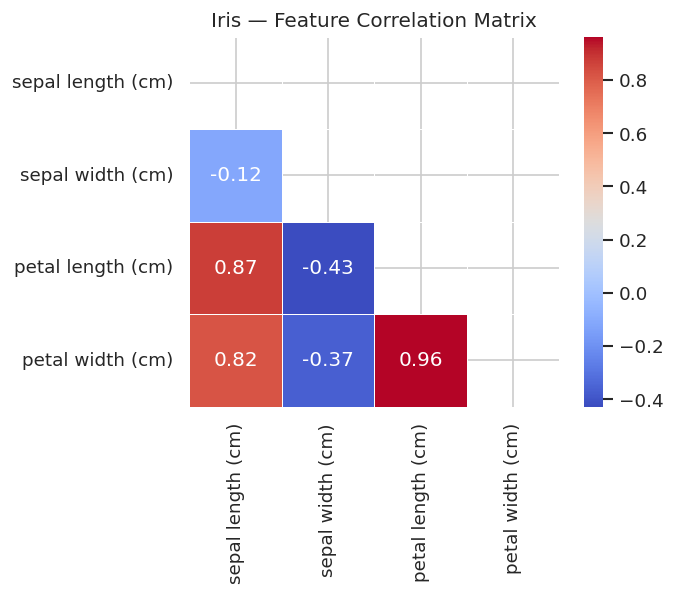 Iris — Feature Correlation Matrix
sepal length (cm)
sepal width (cm)
petal length (cm)
petal width (cm)
-0.12
0.87 -0.43
0.82 -0.37 0.96
sepal length (cm)
sepal width (cm)
petal length (cm)
petal width (cm)
0.8
0.6
0.4
0.2
0.0
−0.2
−0.4